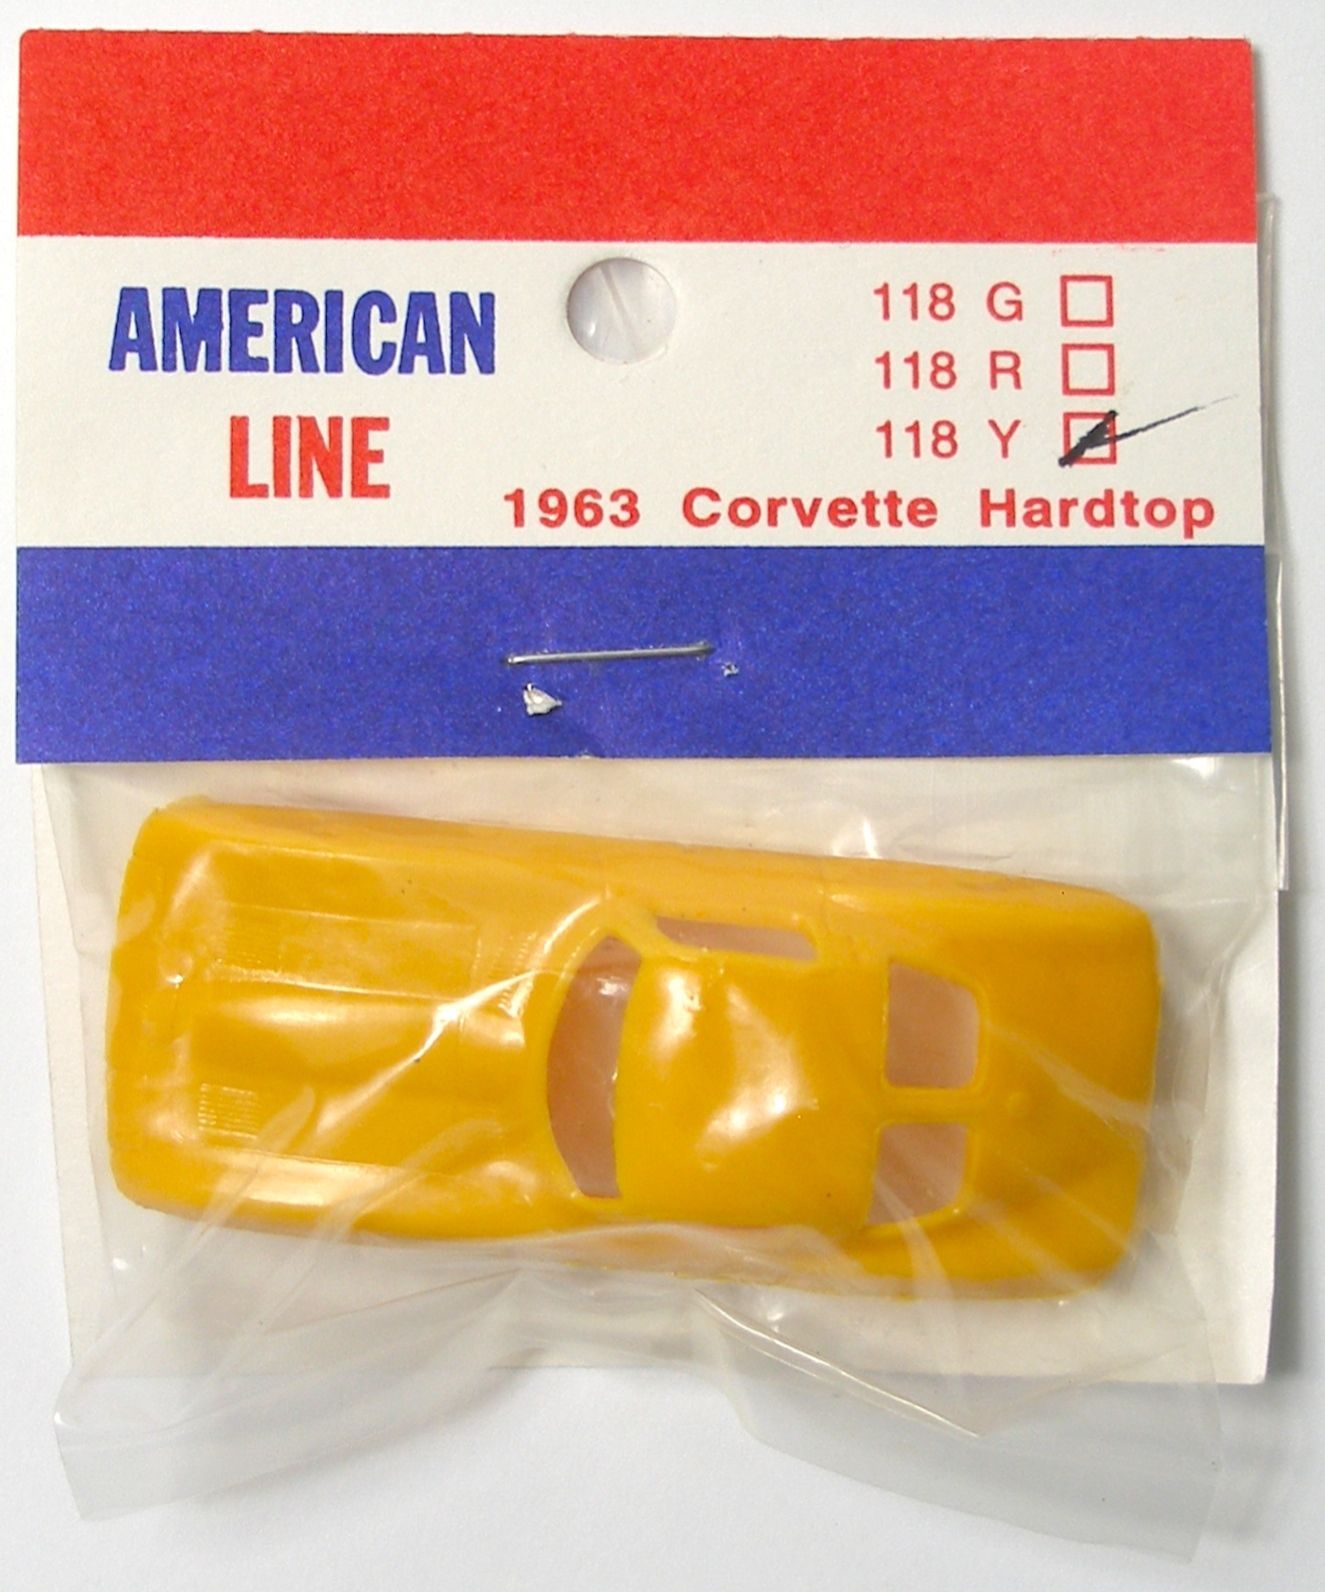 AMERICAN
LINE
118 G
118 R
118 Y
1963 Corvette Hardtop